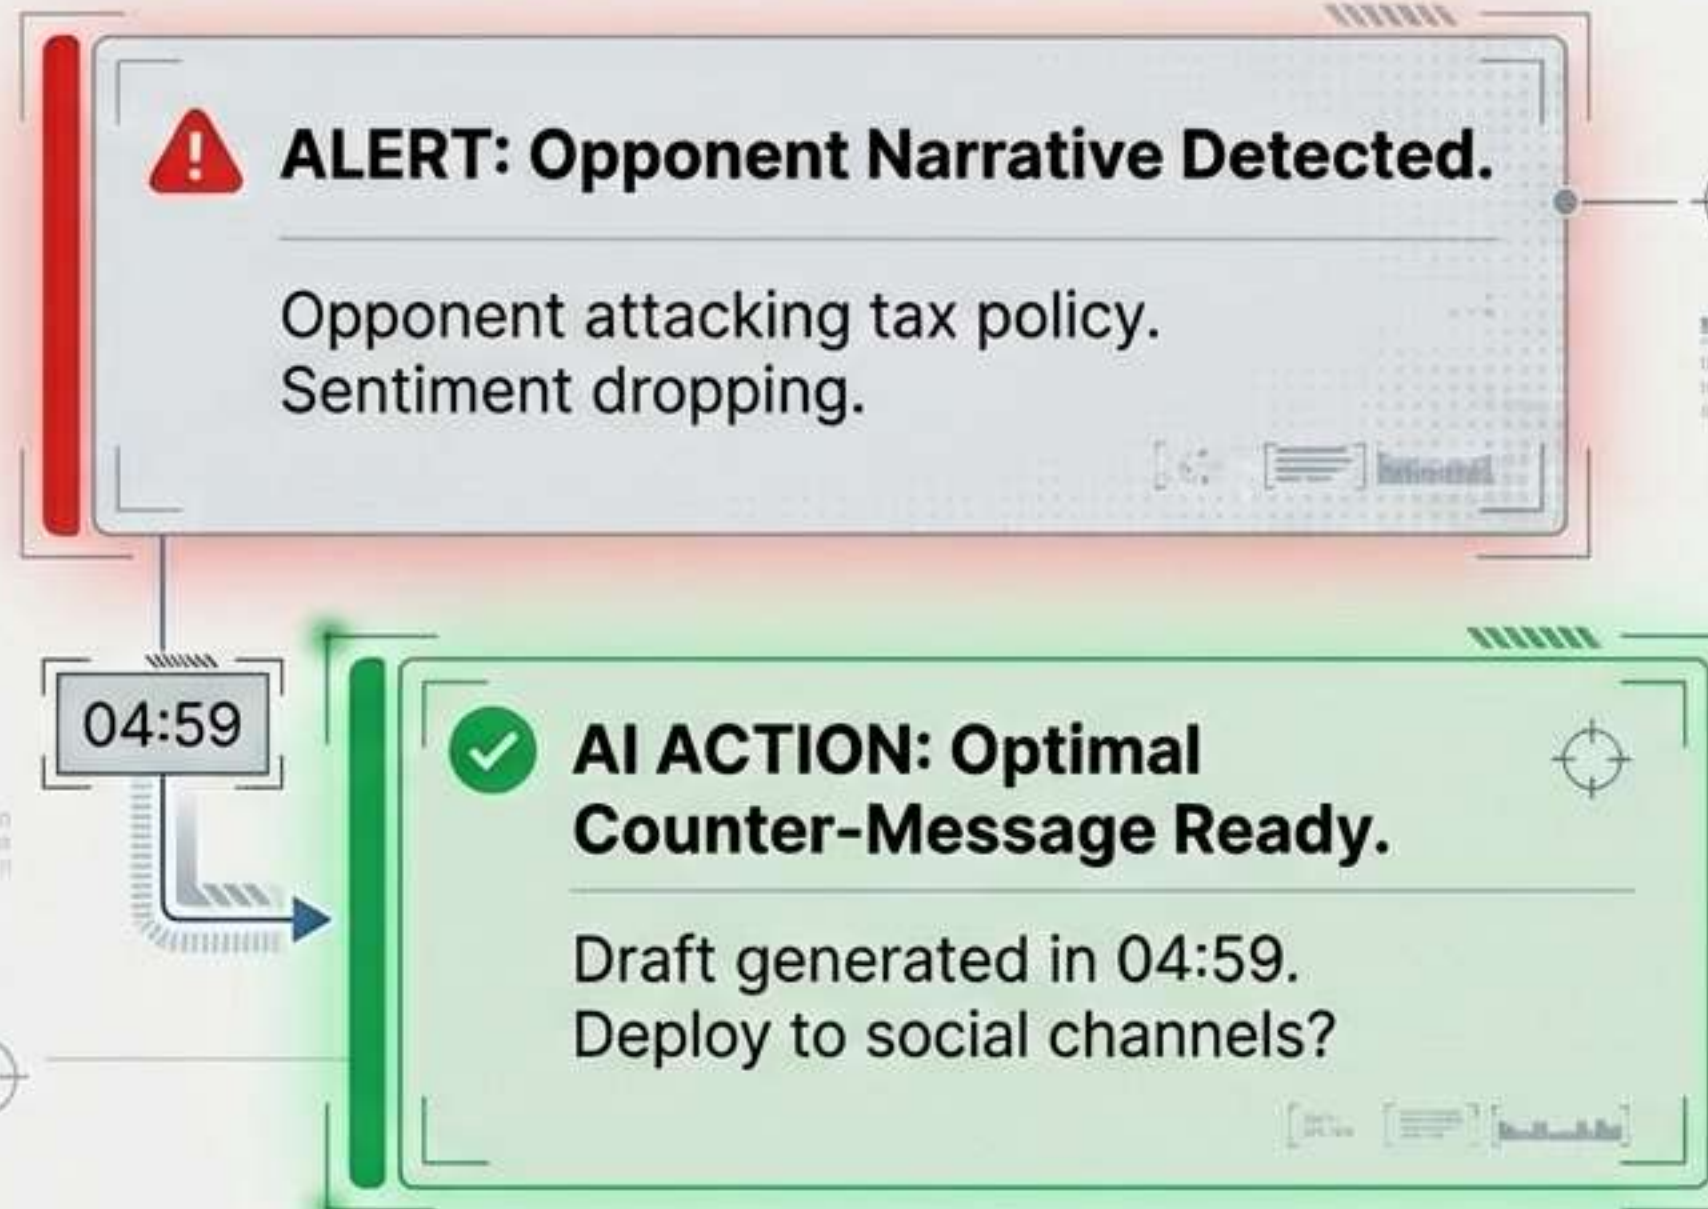 ALERT: Opponent Narrative Detected.
Opponent attacking tax policy.
Sentiment dropping.
04:59
AI ACTION: Optimal
Counter-Message Ready.
Draft generated in 04:59.
Deploy to social channels?